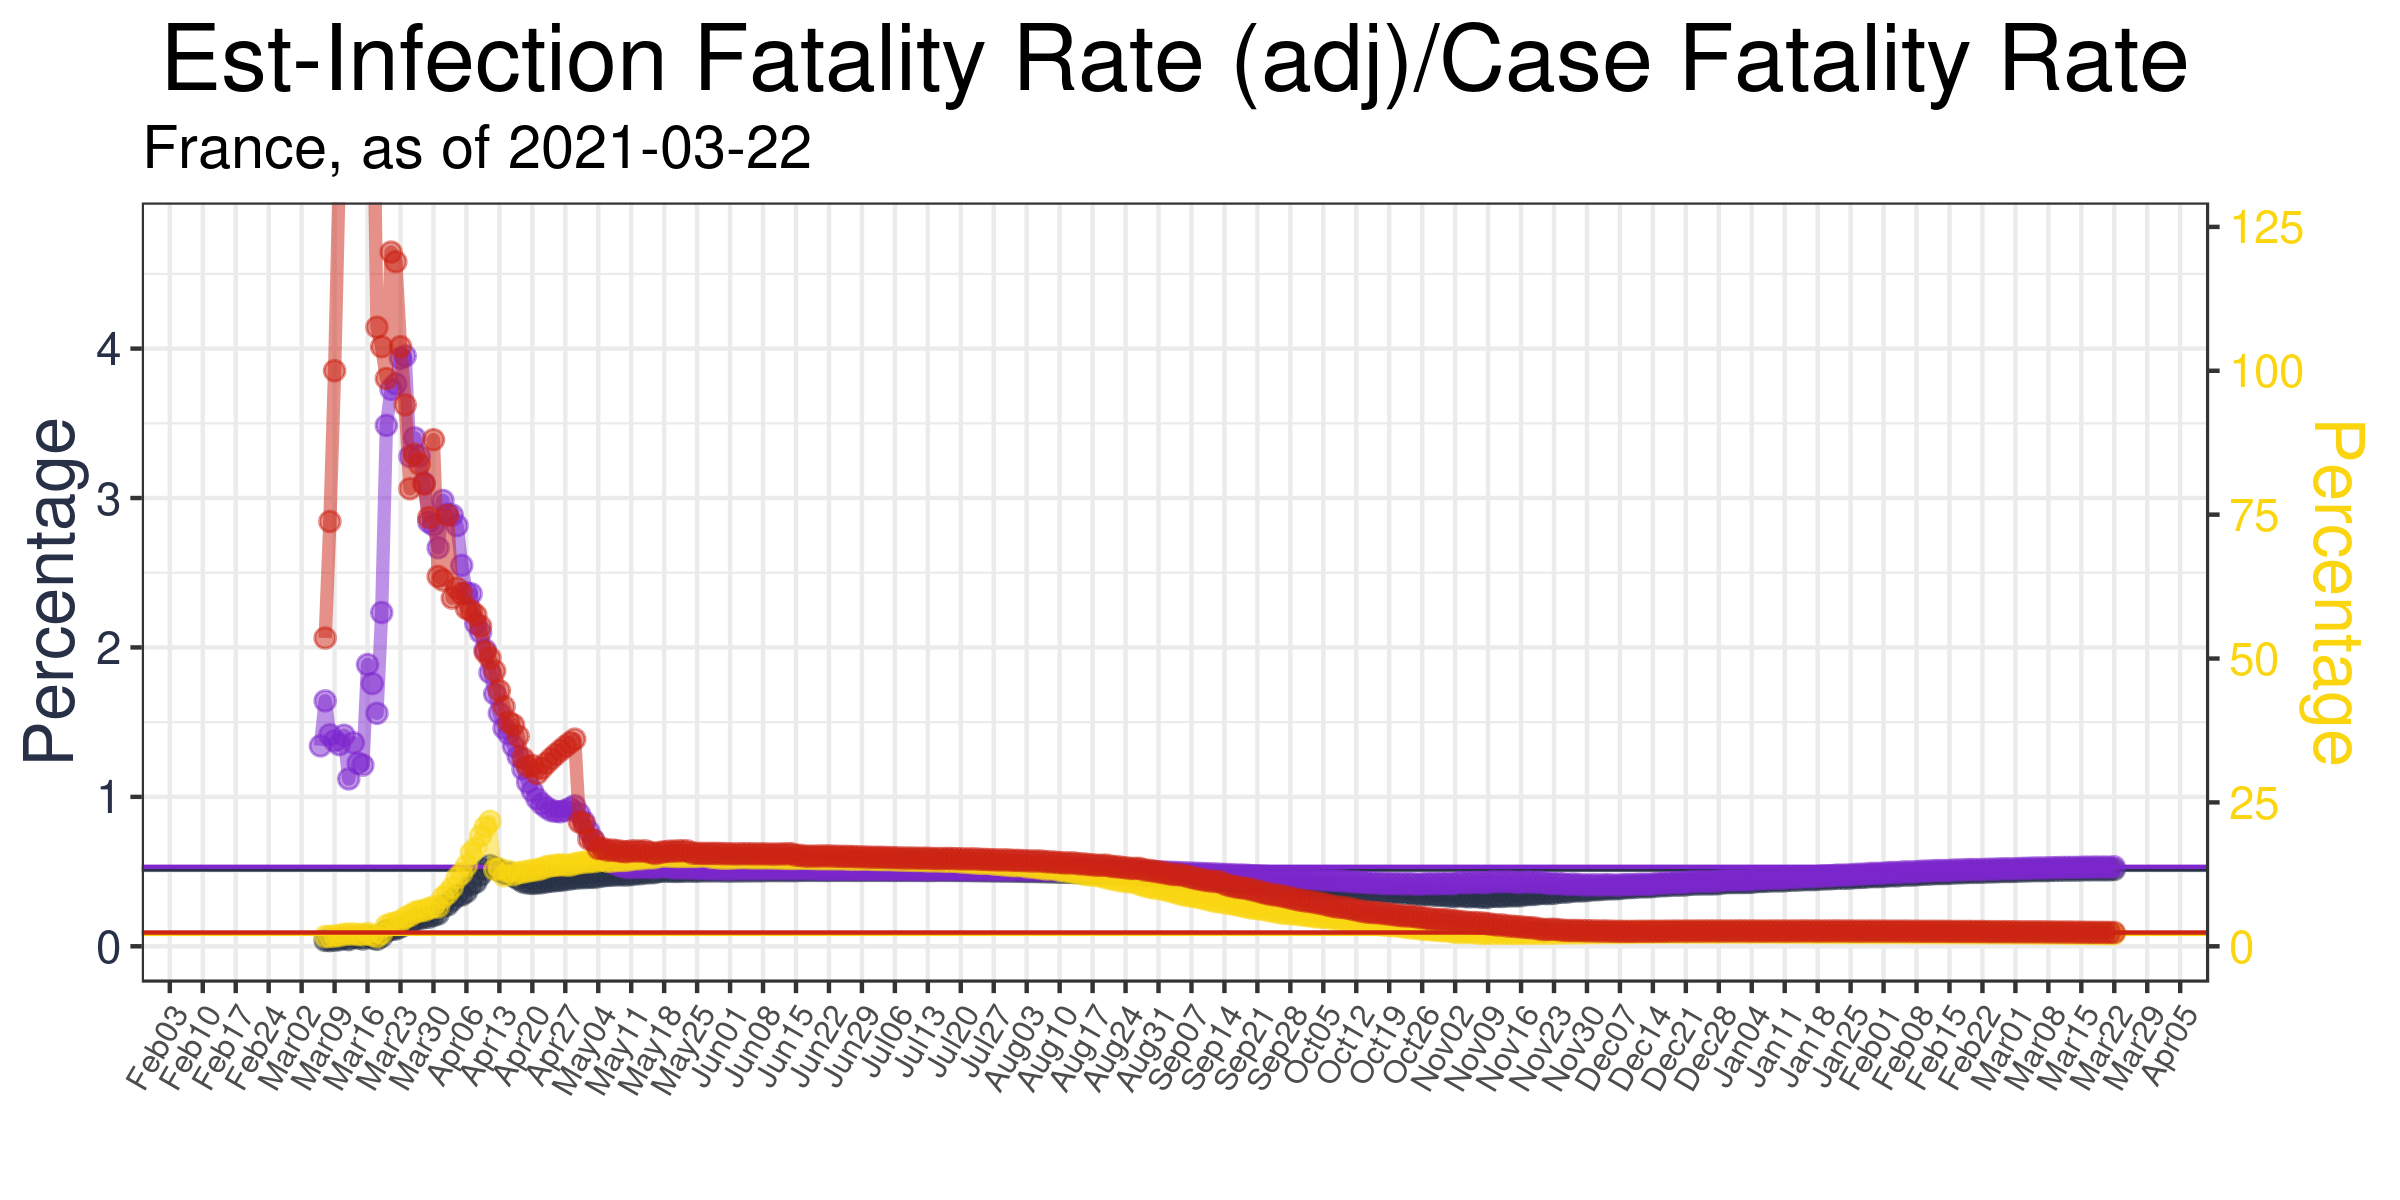 Est-Infection Fatality Rate (adj)/Case Fatality Rate
France, as of 2021-03-22
Percentage
4
3
2
1
0
125
100
75
50
25
0
Percentage
Feb03
Feb10
Feb17
Feb24
Mar02
Mar09
Mar16
Mar23
Mar30
Apr06
Apr13
Apr20
Apr27
May04
May11
May18
May25
Jun01
Jun08
Jun15
Jun22
Jun29
Jul06
Jul13
Jul20
Jul27
Aug03
Aug10
Aug17
Aug24
Aug31
Sep07
Sep14
Sep21
Sep28
Oct05
Oct12
Oct19
Oct26
Nov02
Nov09
Nov16
Nov23
Nov30
Dec07
Dec14
Dec21
Dec28
Jan04
Jan11
Jan18
Jan25
Feb01
Feb08
Feb15
Feb22
Mar01
Mar08
Mar15
Mar22
Mar29
Apr05